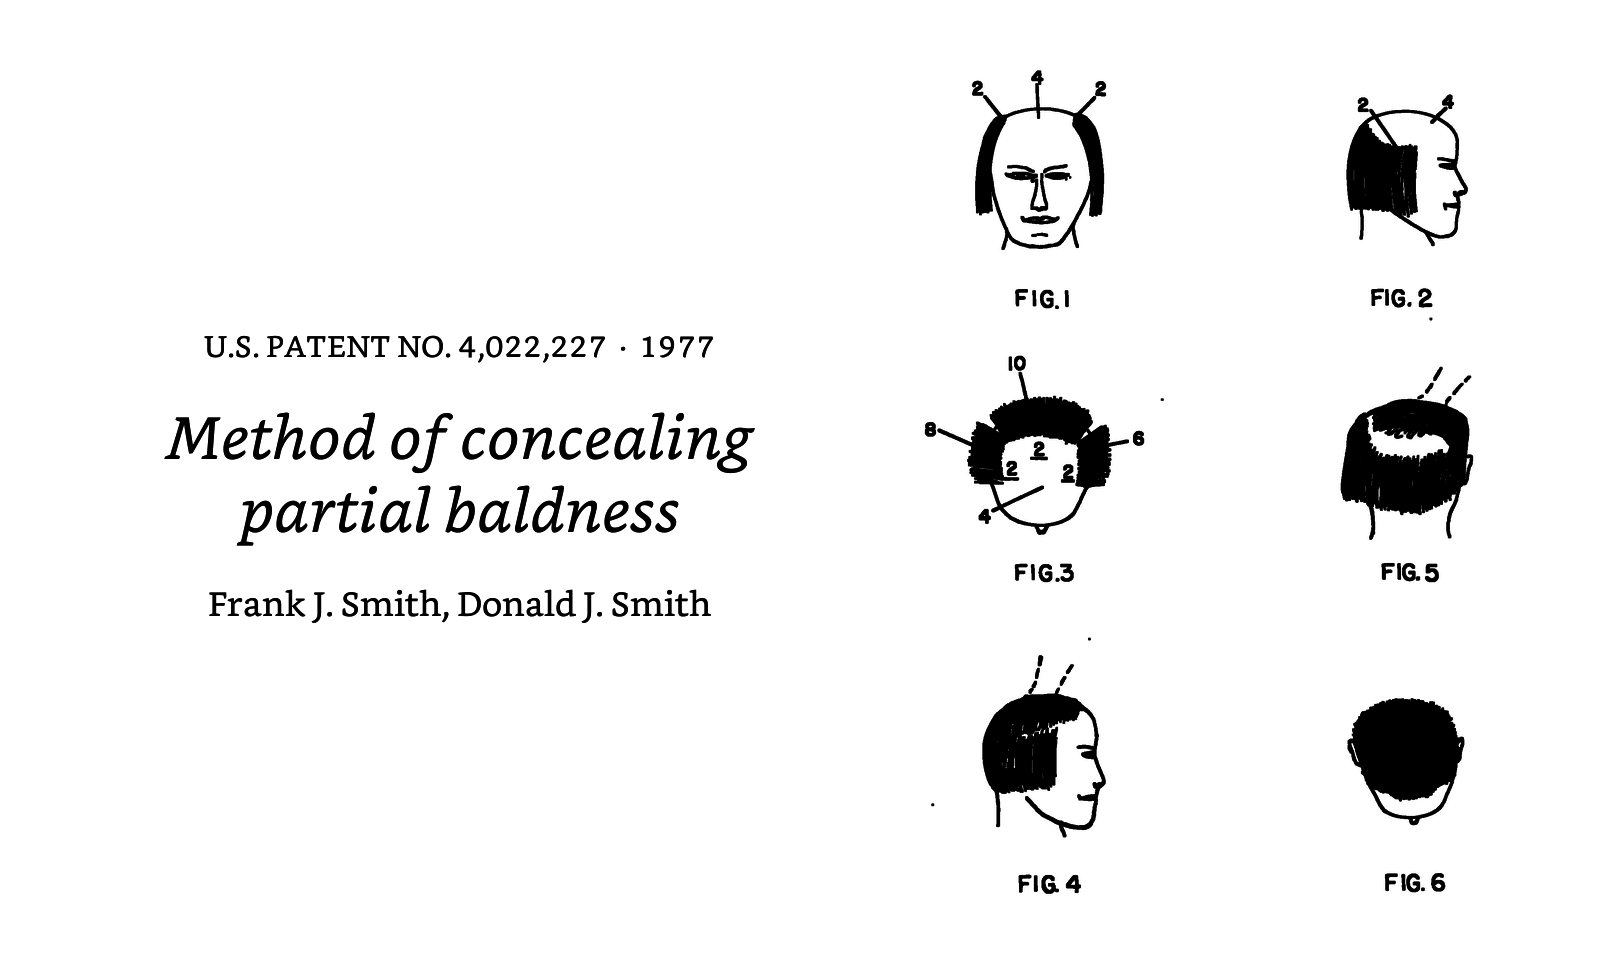 U.S. PATENT NO. 4,022,227 · 1977
Method of concealing
partial baldness
Frank J. Smith, Donald J. Smith
2 4 2
FIG. 1
2 4
FIG. 2
10
8
6
2
2
2
4
FIG. 3
FIG. 5
FIG. 4
FIG. 6